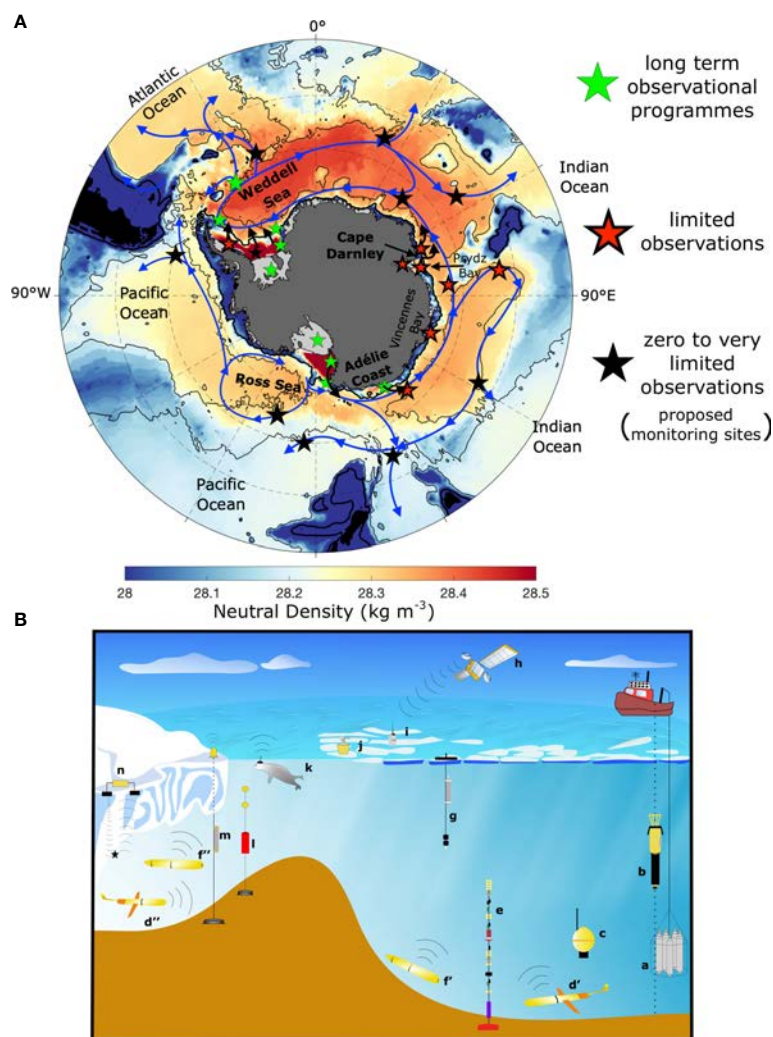 A
0°
Atlantic
Ocean
Weddell
Sea
Indian
Ocean
Cape
Darnley
Prydz
Bay
90°W
90°E
Pacific
Ocean
Vincennes
Bay
Adélie
Coast
Ross Sea
Indian
Ocean
Pacific
Ocean
long term
observational
programmes
limited
observations
zero to very
limited
observations
(proposed
monitoring sites)
28
28.1
28.2
28.3
28.4
28.5
Neutral Density (kg m⁻³)
B
h
i
j
n
k
g
m
l
f''
b
e
c
d''
a
f'
d'